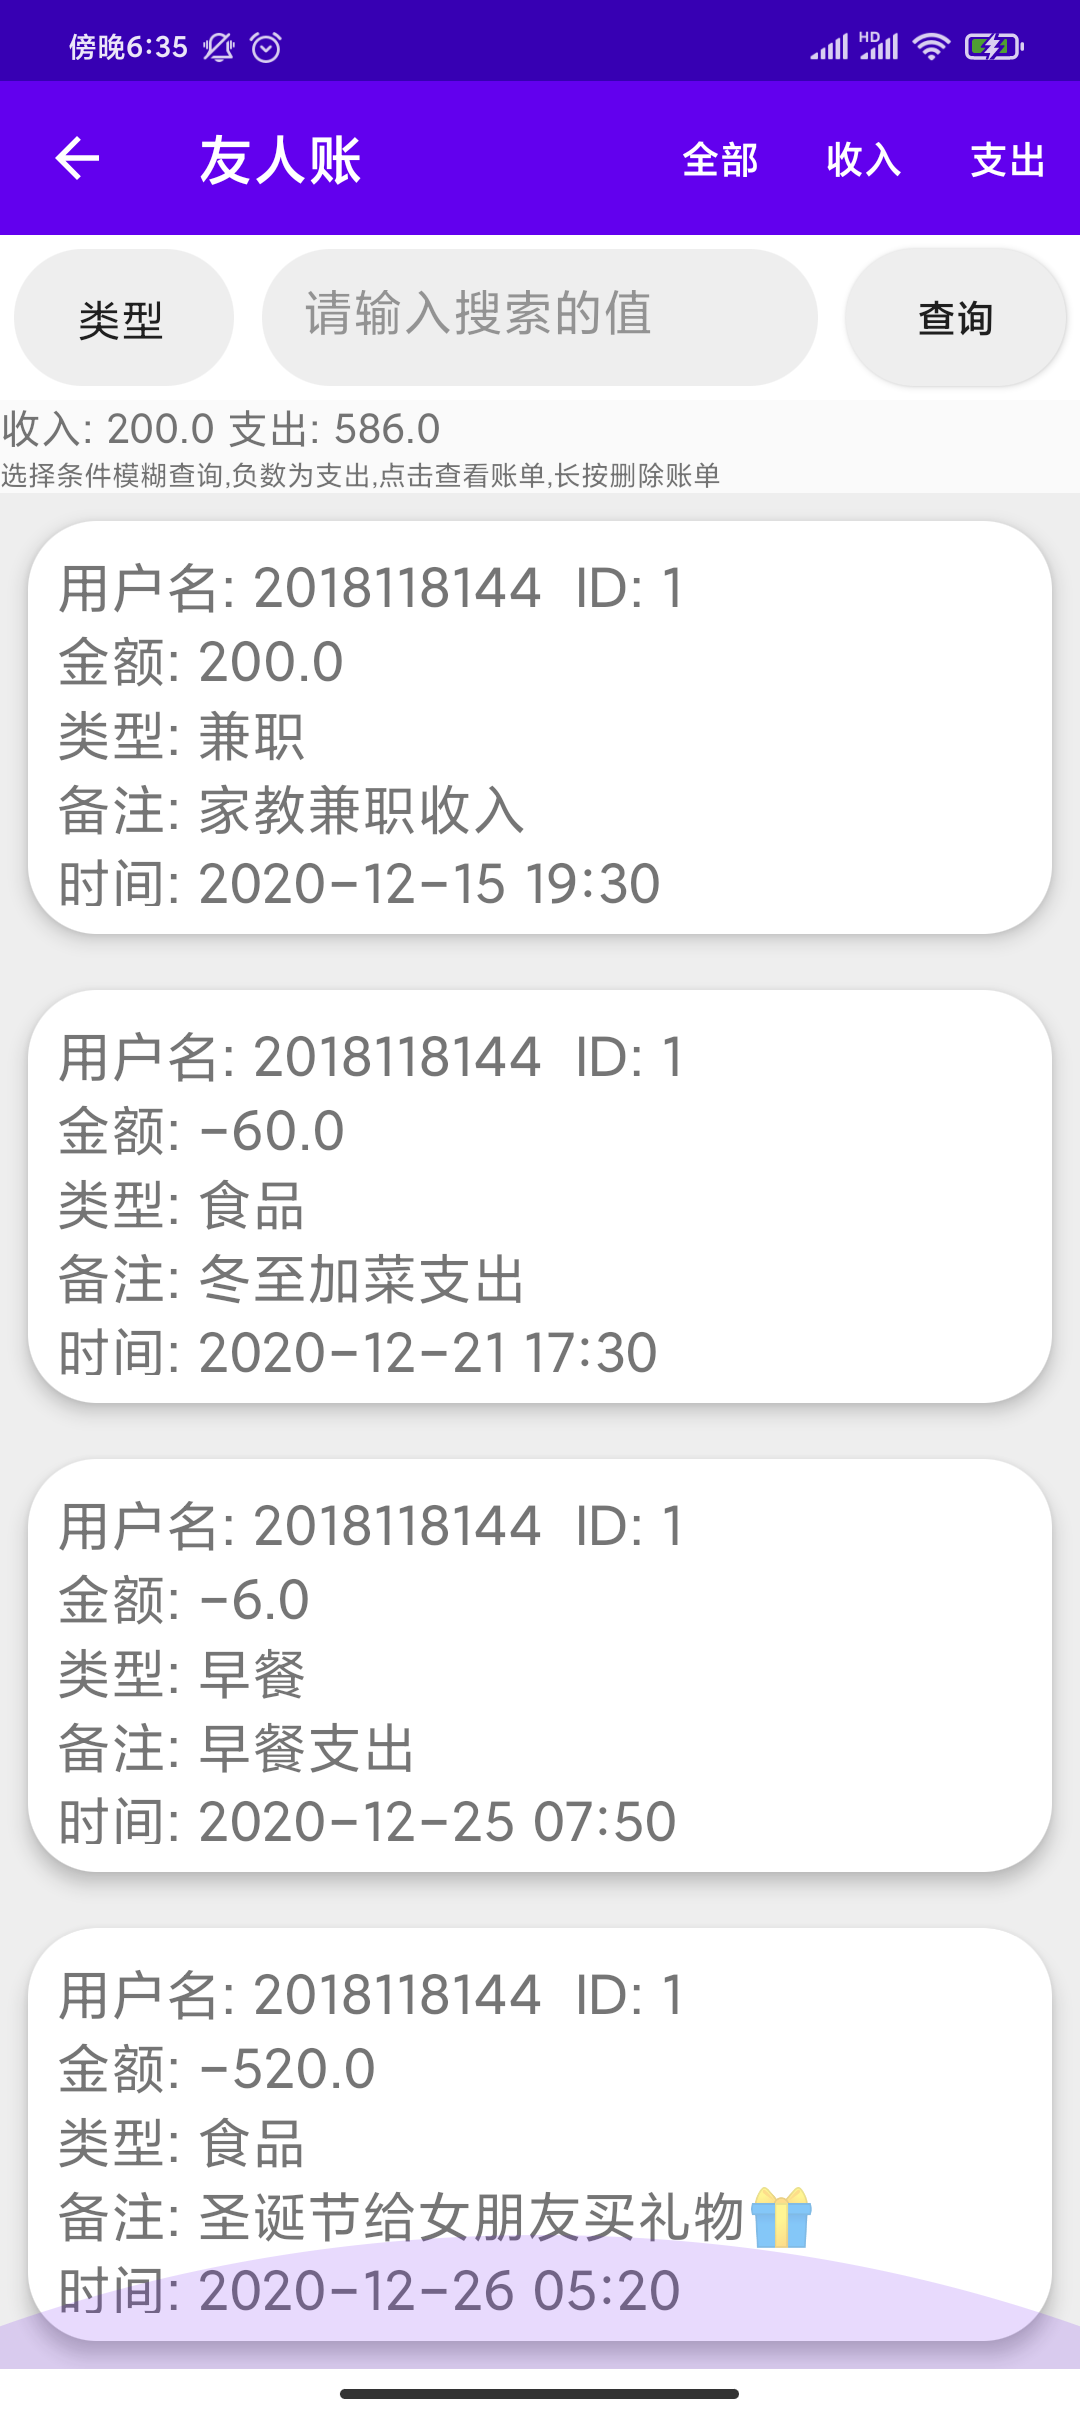 傍晚6:35 HD
友人账 全部 收入 支出
类型 请输入搜索的值 查询
收入: 200.0 支出: 586.0
选择条件模糊查询,负数为支出,点击查看账单,长按删除账单
用户名: 2018118144 ID: 1
金额: 200.0
类型: 兼职
备注: 家教兼职收入
时间: 2020-12-15 19:30
用户名: 2018118144 ID: 1
金额: -60.0
类型: 食品
备注: 冬至加菜支出
时间: 2020-12-21 17:30
用户名: 2018118144 ID: 1
金额: -6.0
类型: 早餐
备注: 早餐支出
时间: 2020-12-25 07:50
用户名: 2018118144 ID: 1
金额: -520.0
类型: 食品
备注: 圣诞节给女朋友买礼物🎁
时间: 2020-12-26 05:20